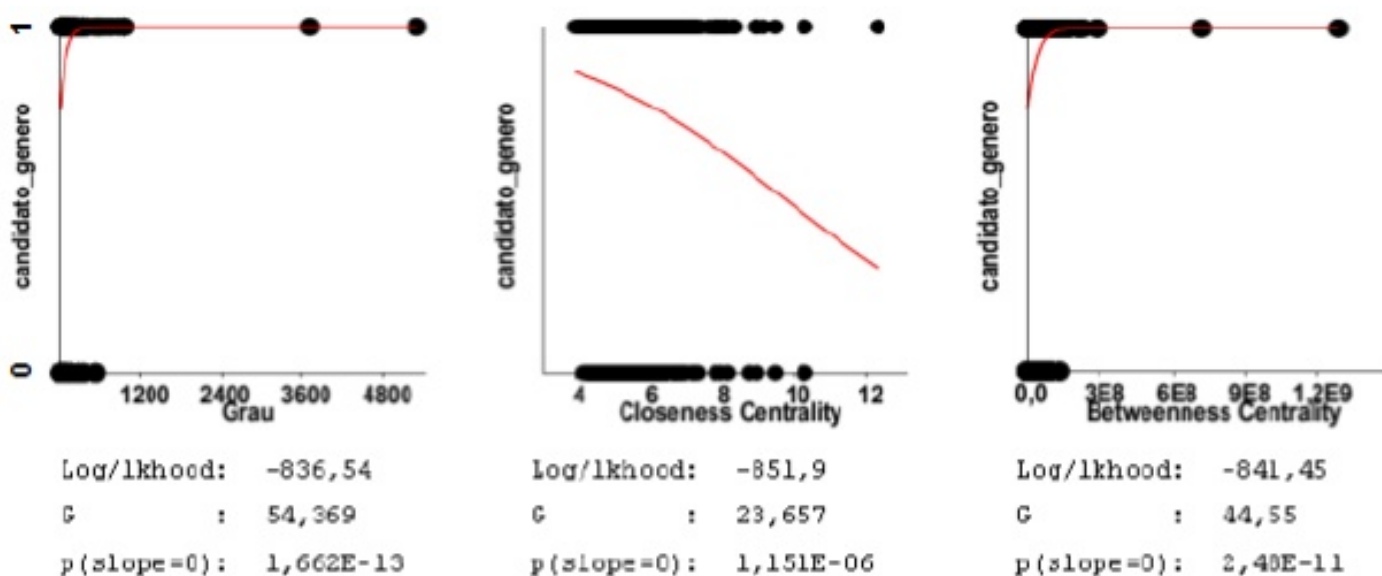 1
candidato_genero
0
1200 2400 3600 4800
Grau
Log/lkhood: -836,54
G : 54,369
p(slope=0): 1,662E-13
candidato_genero
4 6 8 10 12
Closeness Centrality
Log/lkhood: -851,9
G : 23,657
p(slope=0): 1,151E-06
candidato_genero
0,0 3E8 6E8 9E8 1,2E9
Betweenness Centrality
Log/lkhood: -841,45
G : 44,55
p(slope=0): 2,48E-11